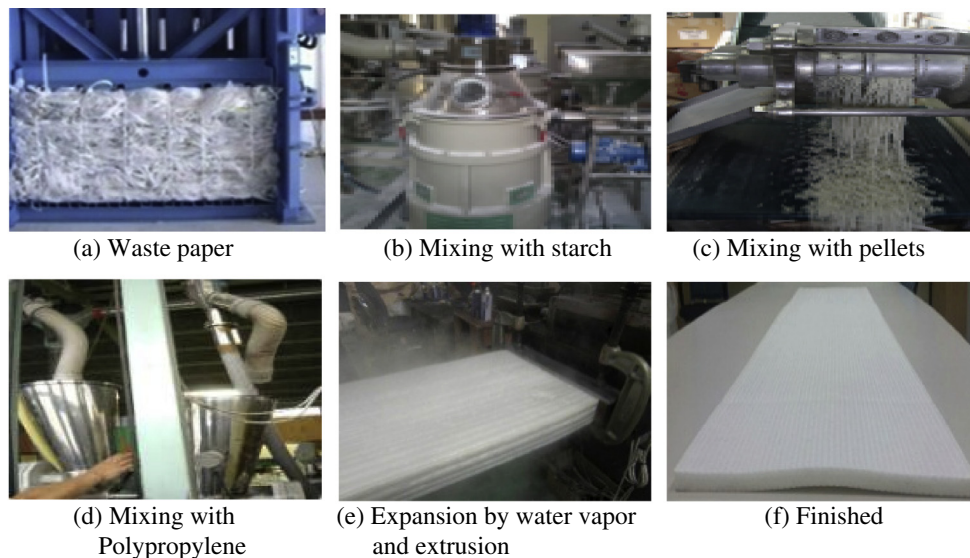 (a) Waste paper
(b) Mixing with starch
(c) Mixing with pellets
(d) Mixing with
Polypropylene
(e) Expansion by water vapor
and extrusion
(f) Finished